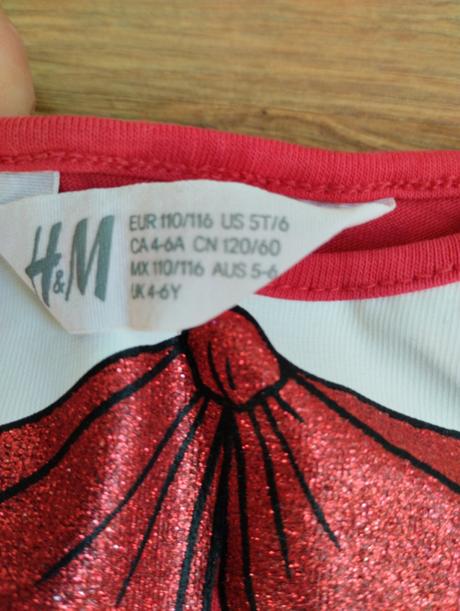 H&M
EUR 110/116 US 5T/6
CA 4-6A CN 120/60
MX 110/116 AUS 5-6
UK 4-6Y